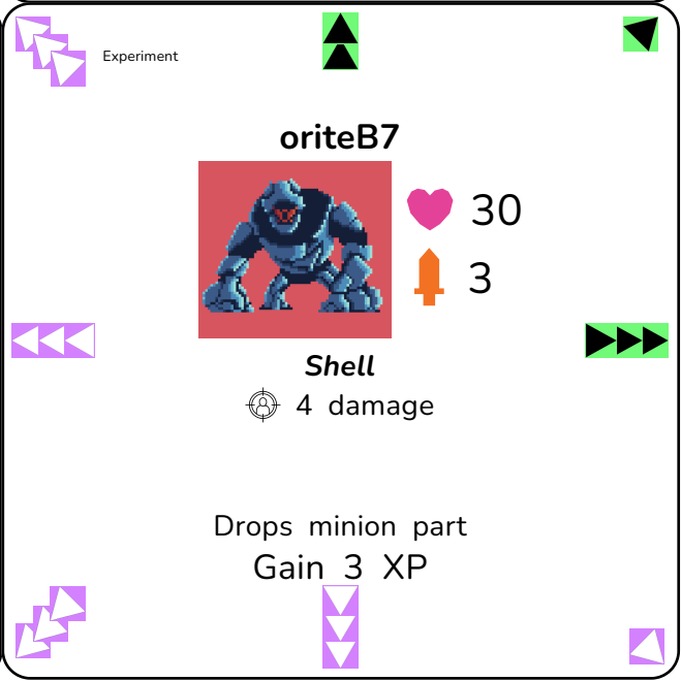 Experiment
oriteB7
30
3
Shell
4 damage
Drops minion part
Gain 3 XP